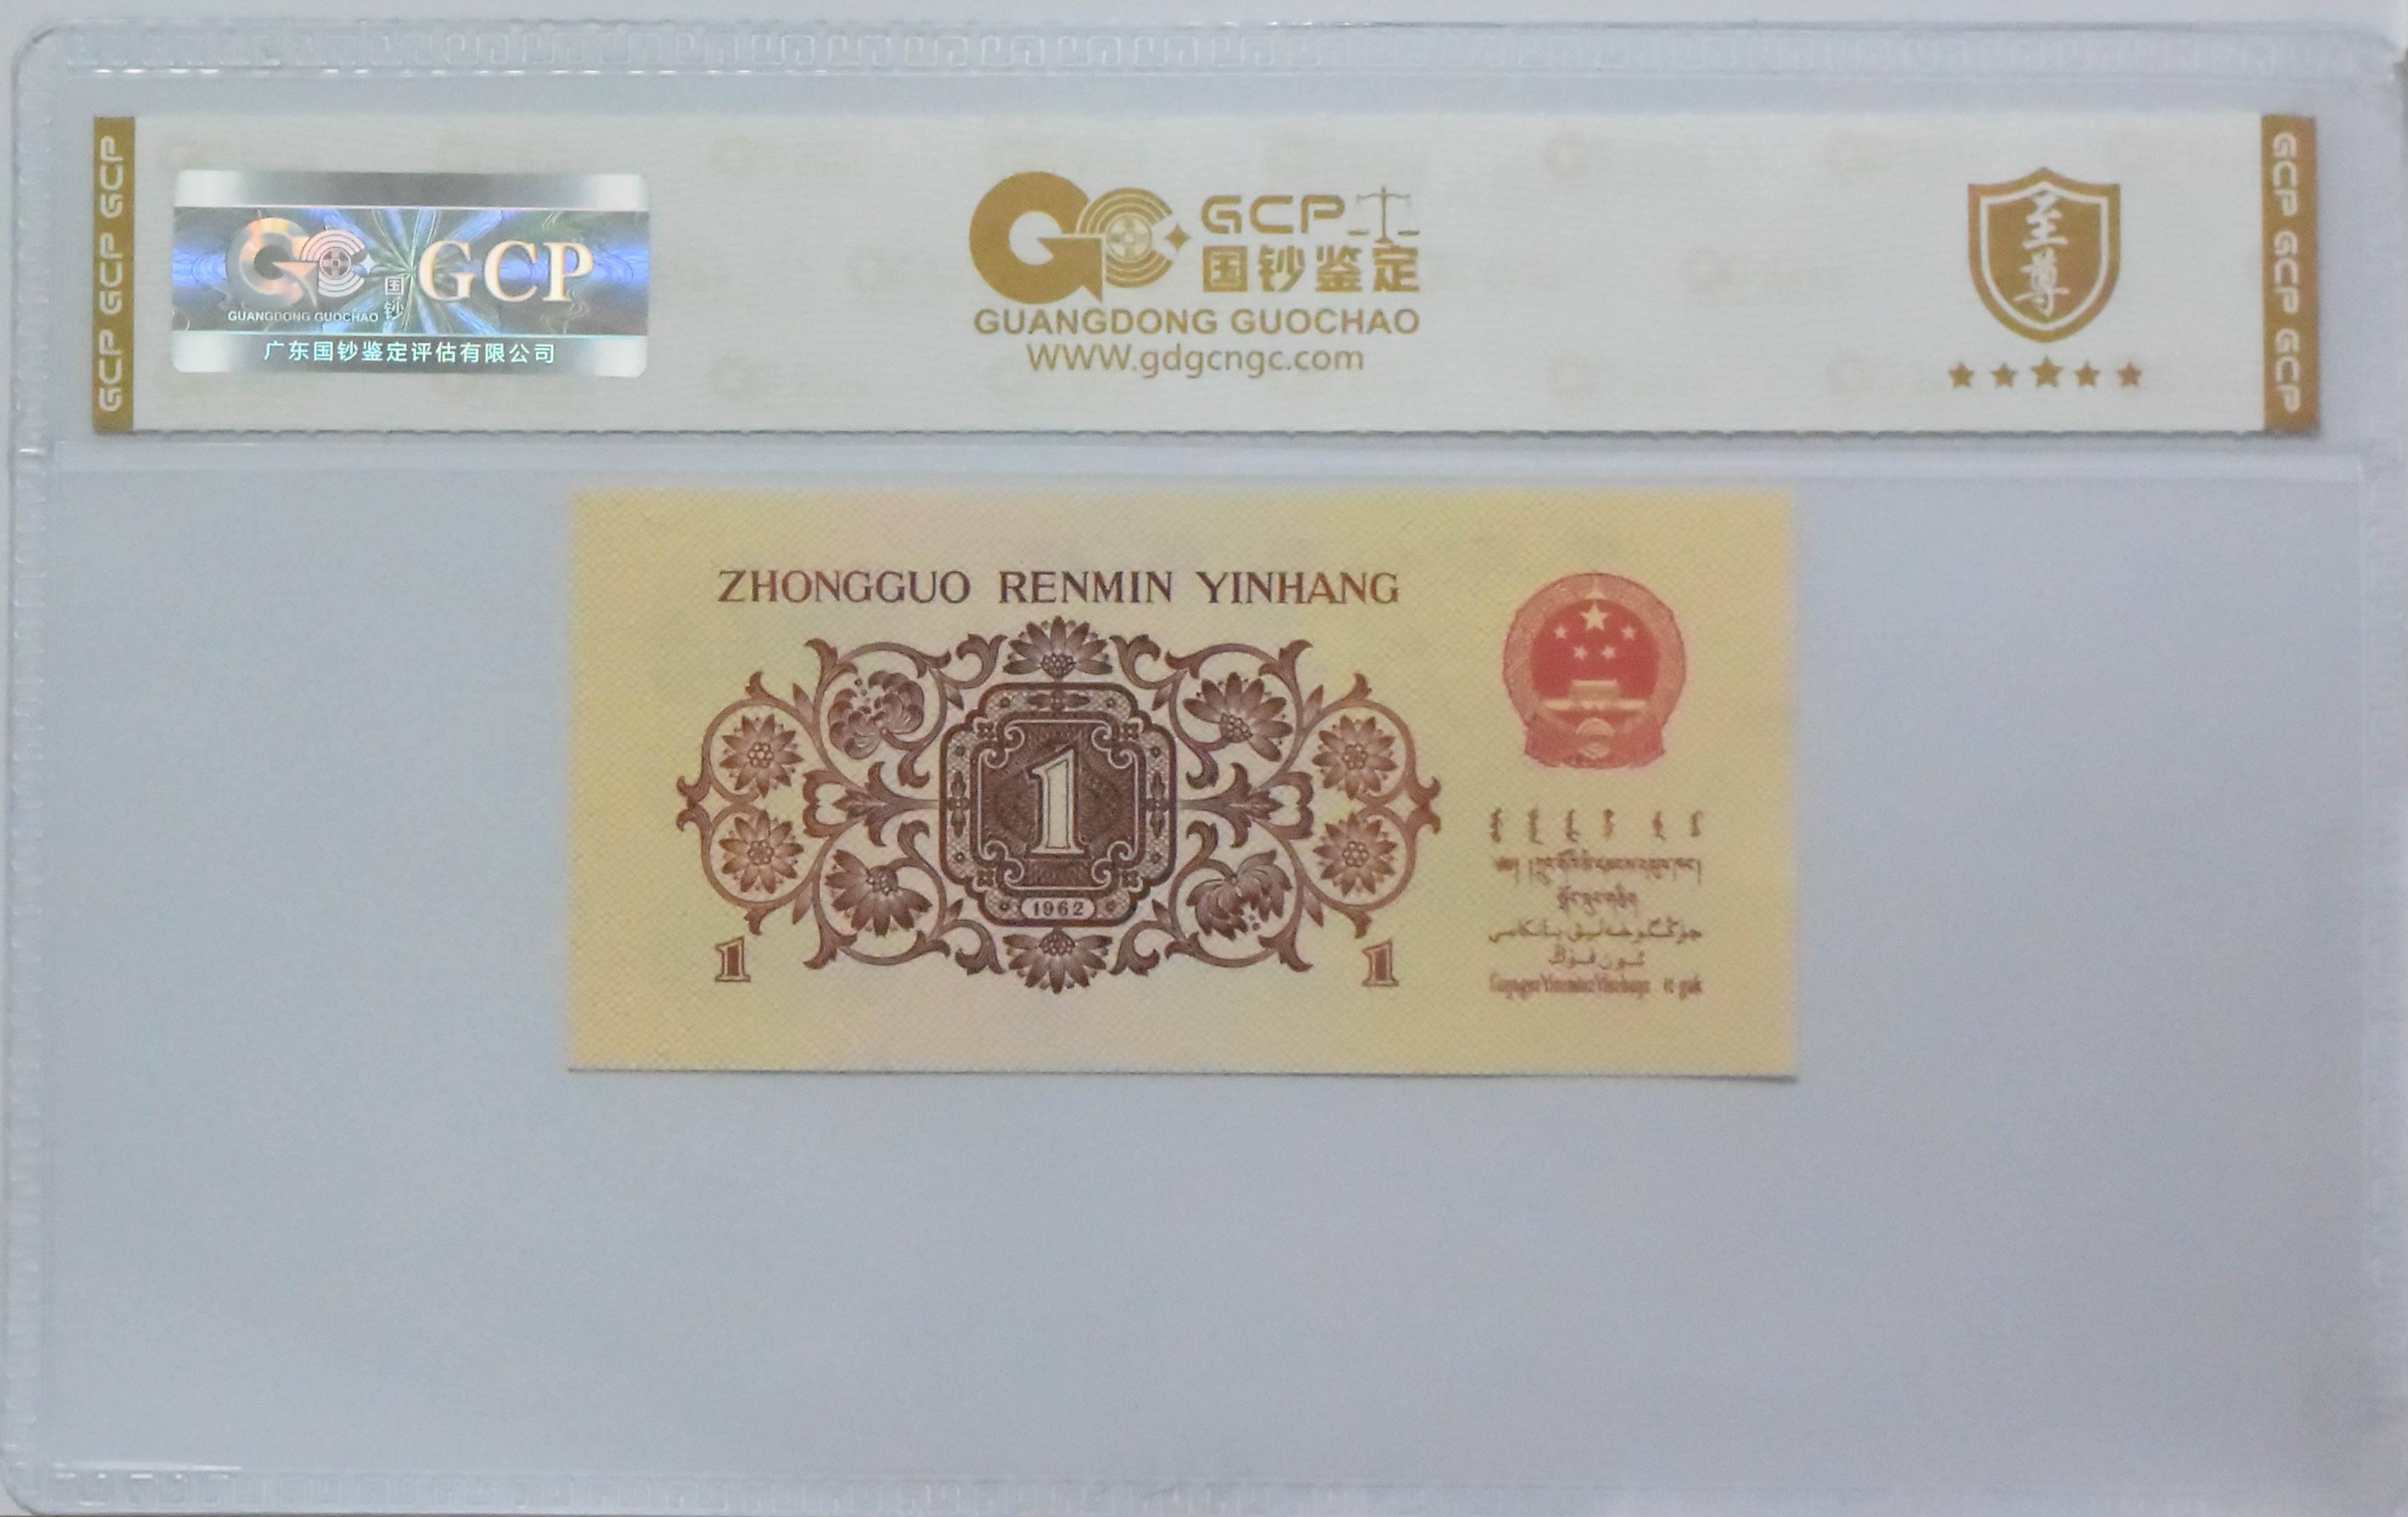 GCP GCP GCP
GUANGDONG GUOCHAO
国钞
GCP
广东国钞鉴定评估有限公司
GCP
国钞鉴定
GUANGDONG GUOCHAO
WWW.gdgcngc.com
至尊
GCP GCP GCP
ZHONGGUO RENMIN YINHANG
1
1962
1
1